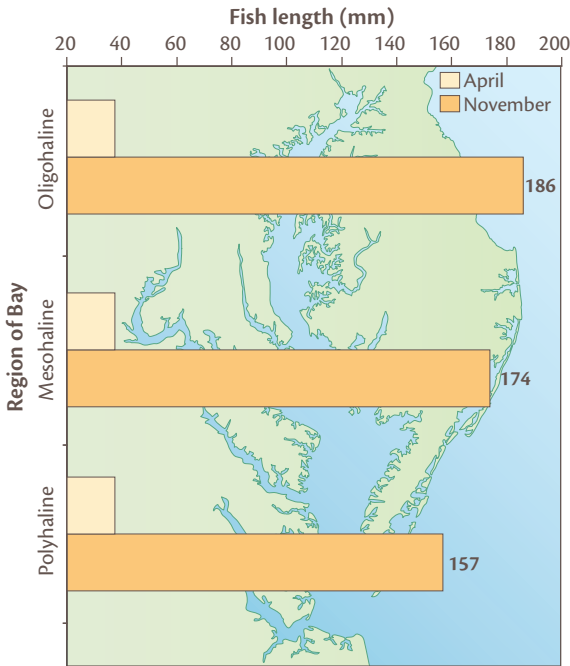 Fish length (mm)
20 40 60 80 100 120 140 160 180 200
April
November
Region of Bay
Oligohaline
186
Mesohaline
174
Polyhaline
157